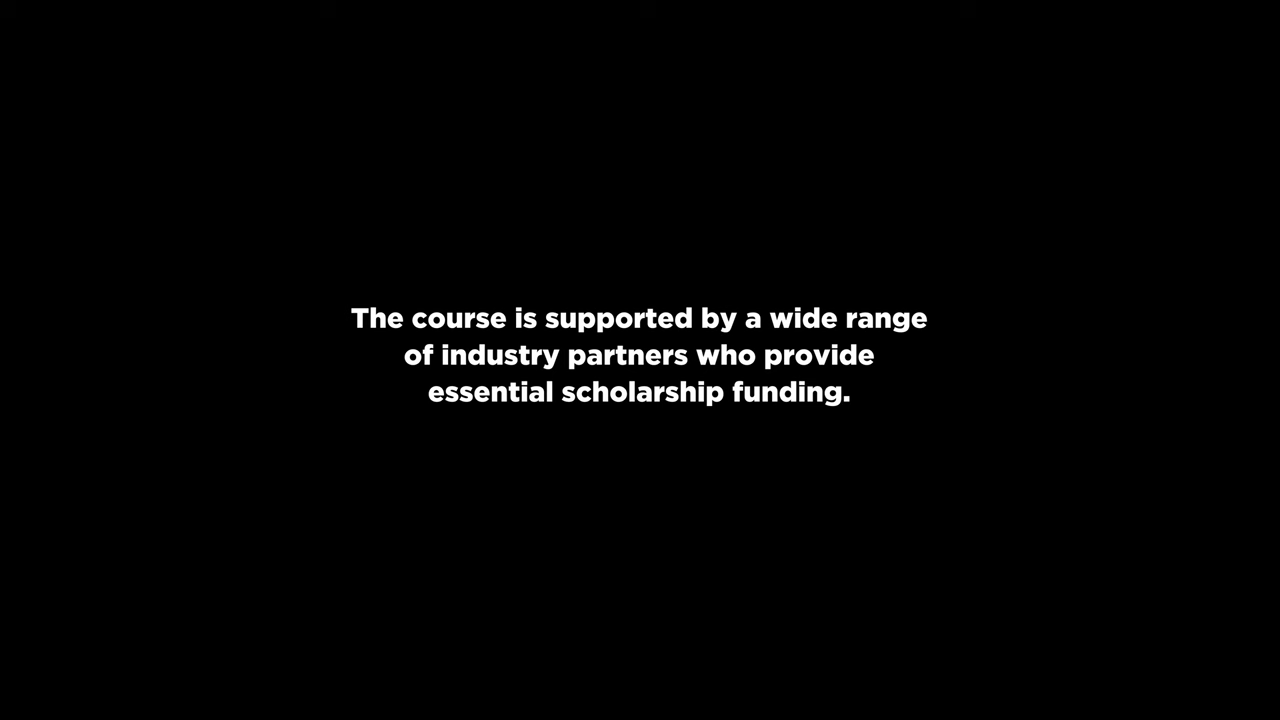 The course is supported by a wide range
of industry partners who provide
essential scholarship funding.